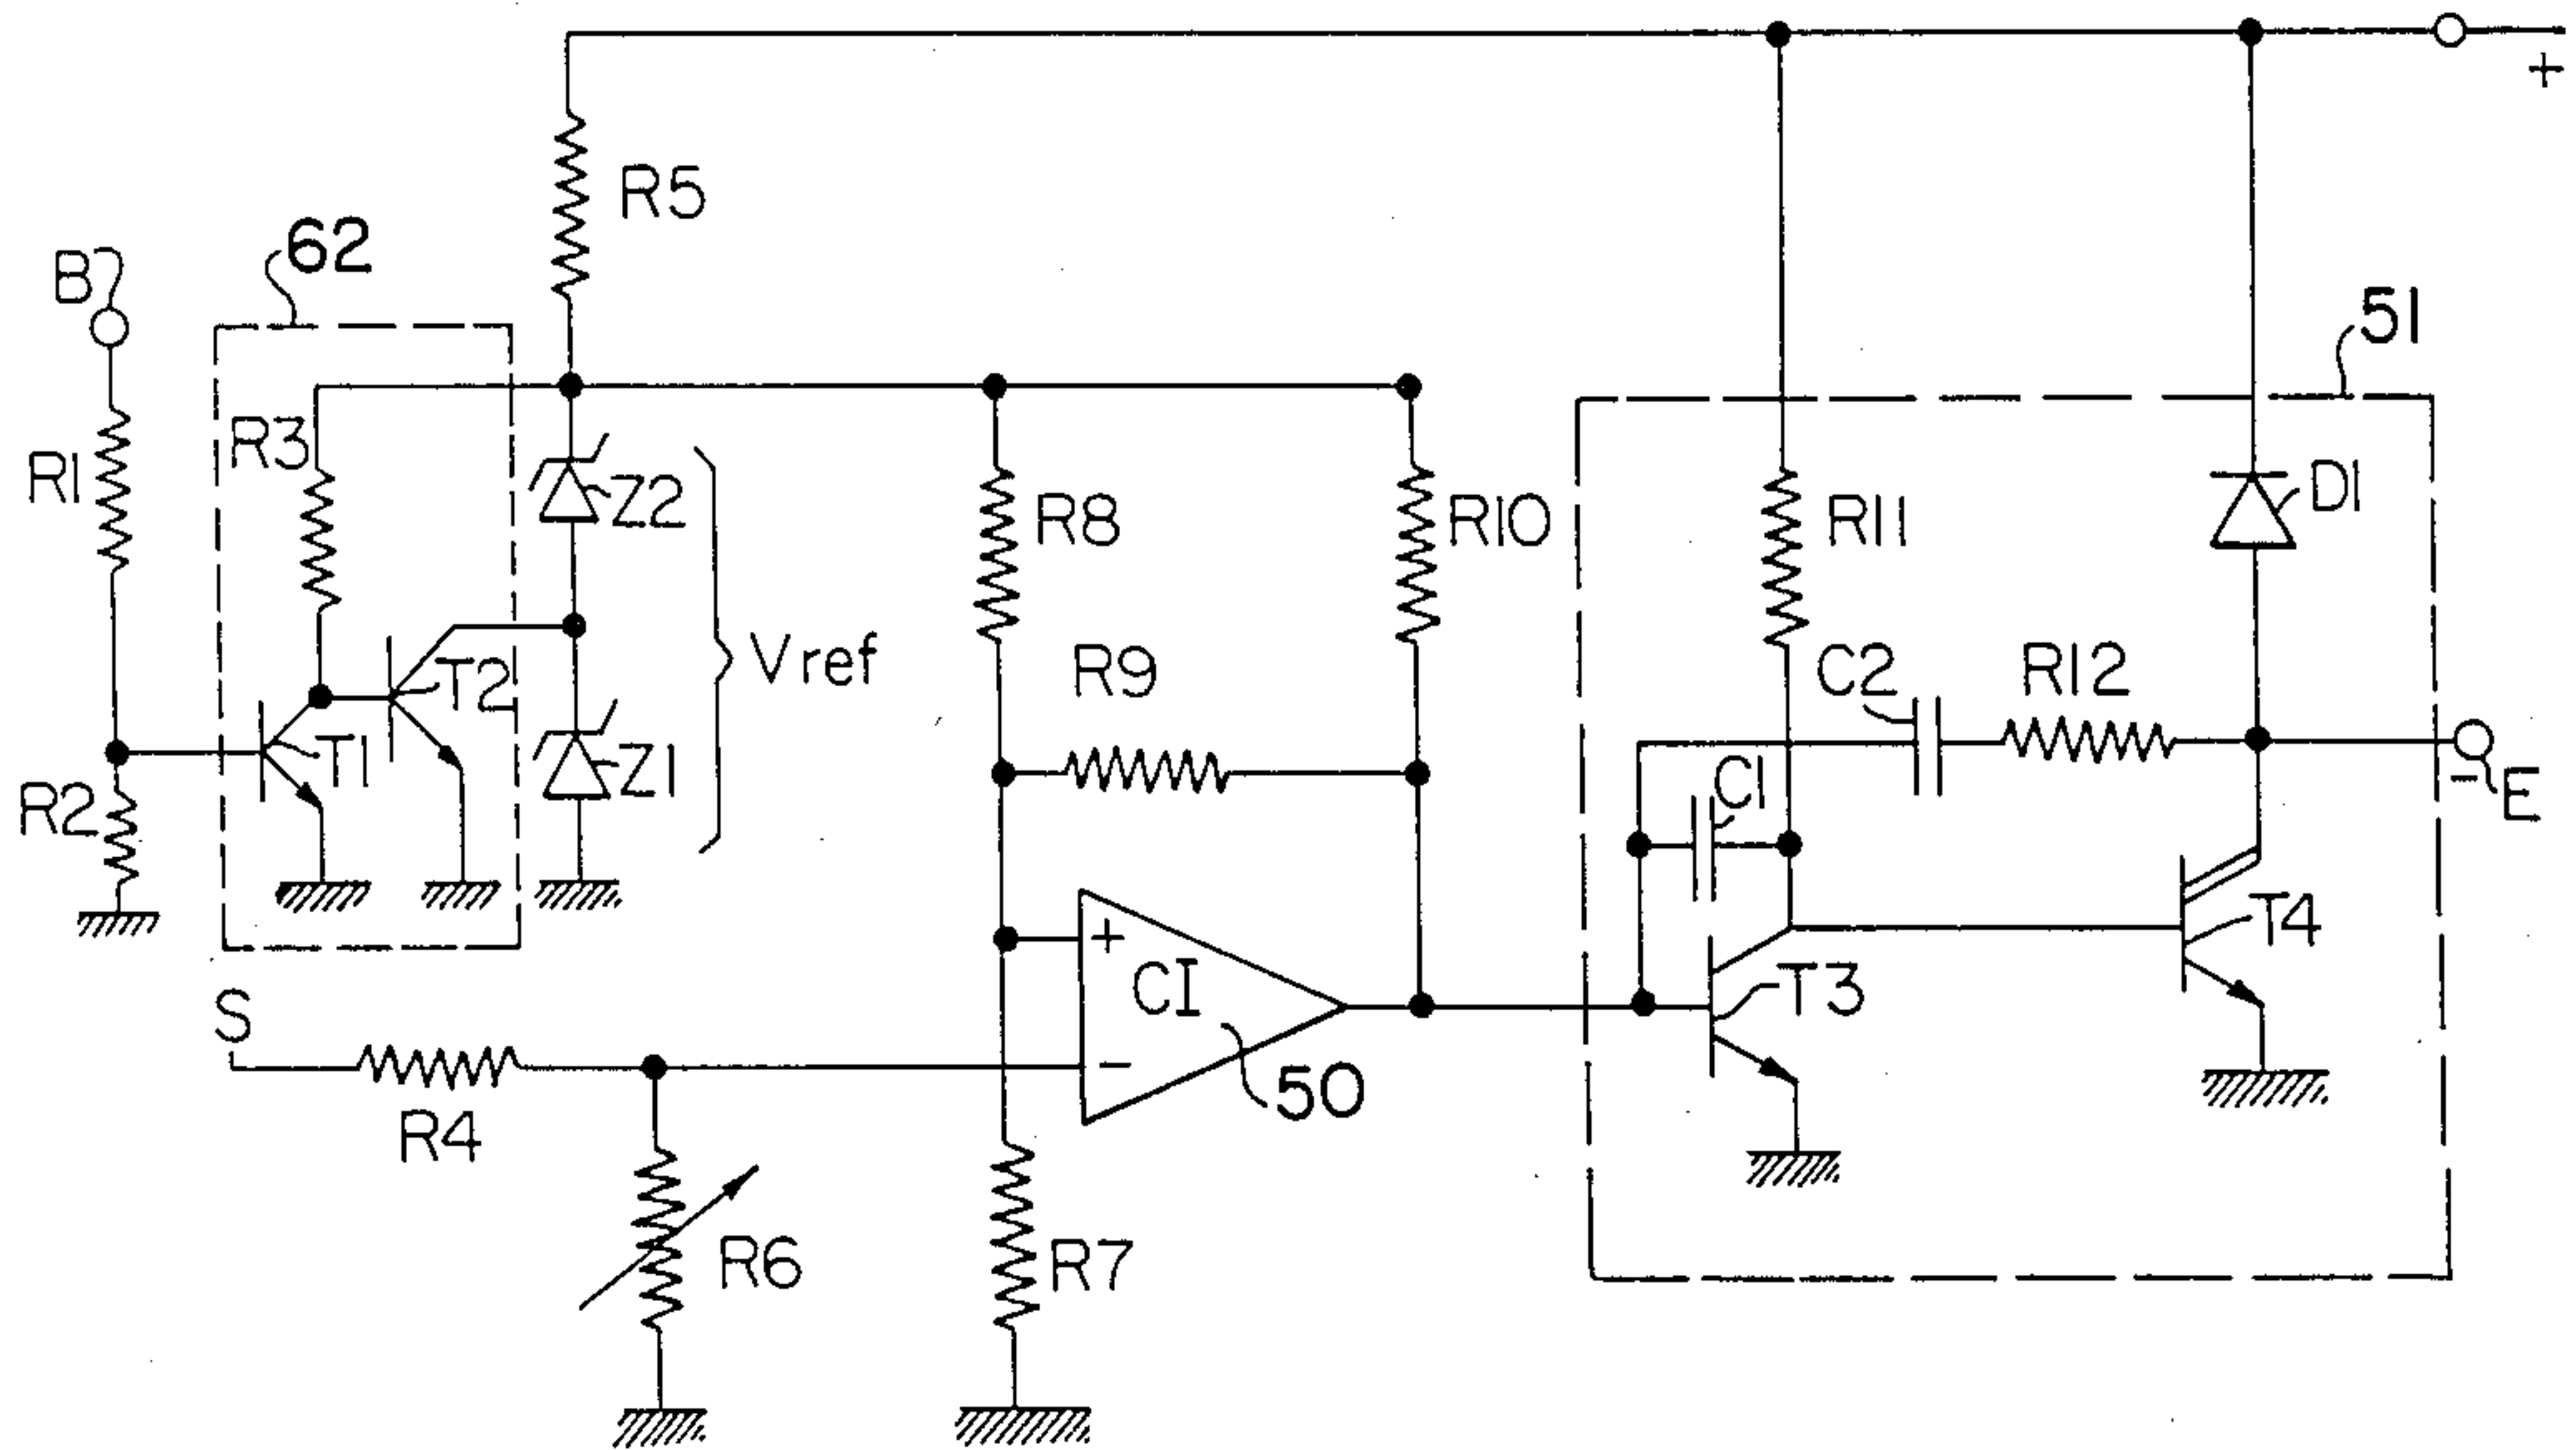 +
R5
62
B
51
R3
R1
Z2
R8
R10
R11
D1
Vref
R9
C2
R12
T2
T1
Z1
C1
R2
- E
+
T4
CI
T3
S
-
50
R4
R6
R7